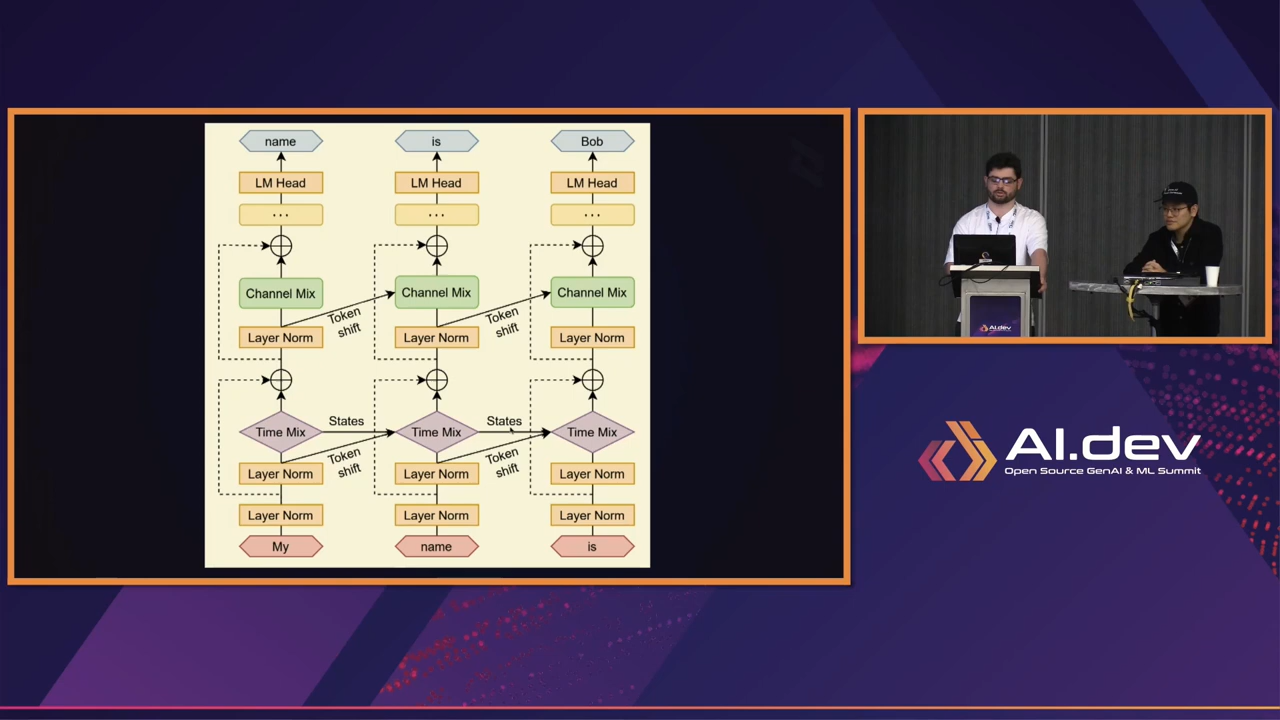 name
is
Bob
LM Head
LM Head
LM Head
...
...
...
Channel Mix
Channel Mix
Channel Mix
Token
shift
Token
shift
Layer Norm
Layer Norm
Layer Norm
States
States
Time Mix
Time Mix
Time Mix
Token
shift
Token
shift
Layer Norm
Layer Norm
Layer Norm
Layer Norm
Layer Norm
Layer Norm
My
name
is
AI.dev
AI.dev
Open Source GenAI & ML Summit